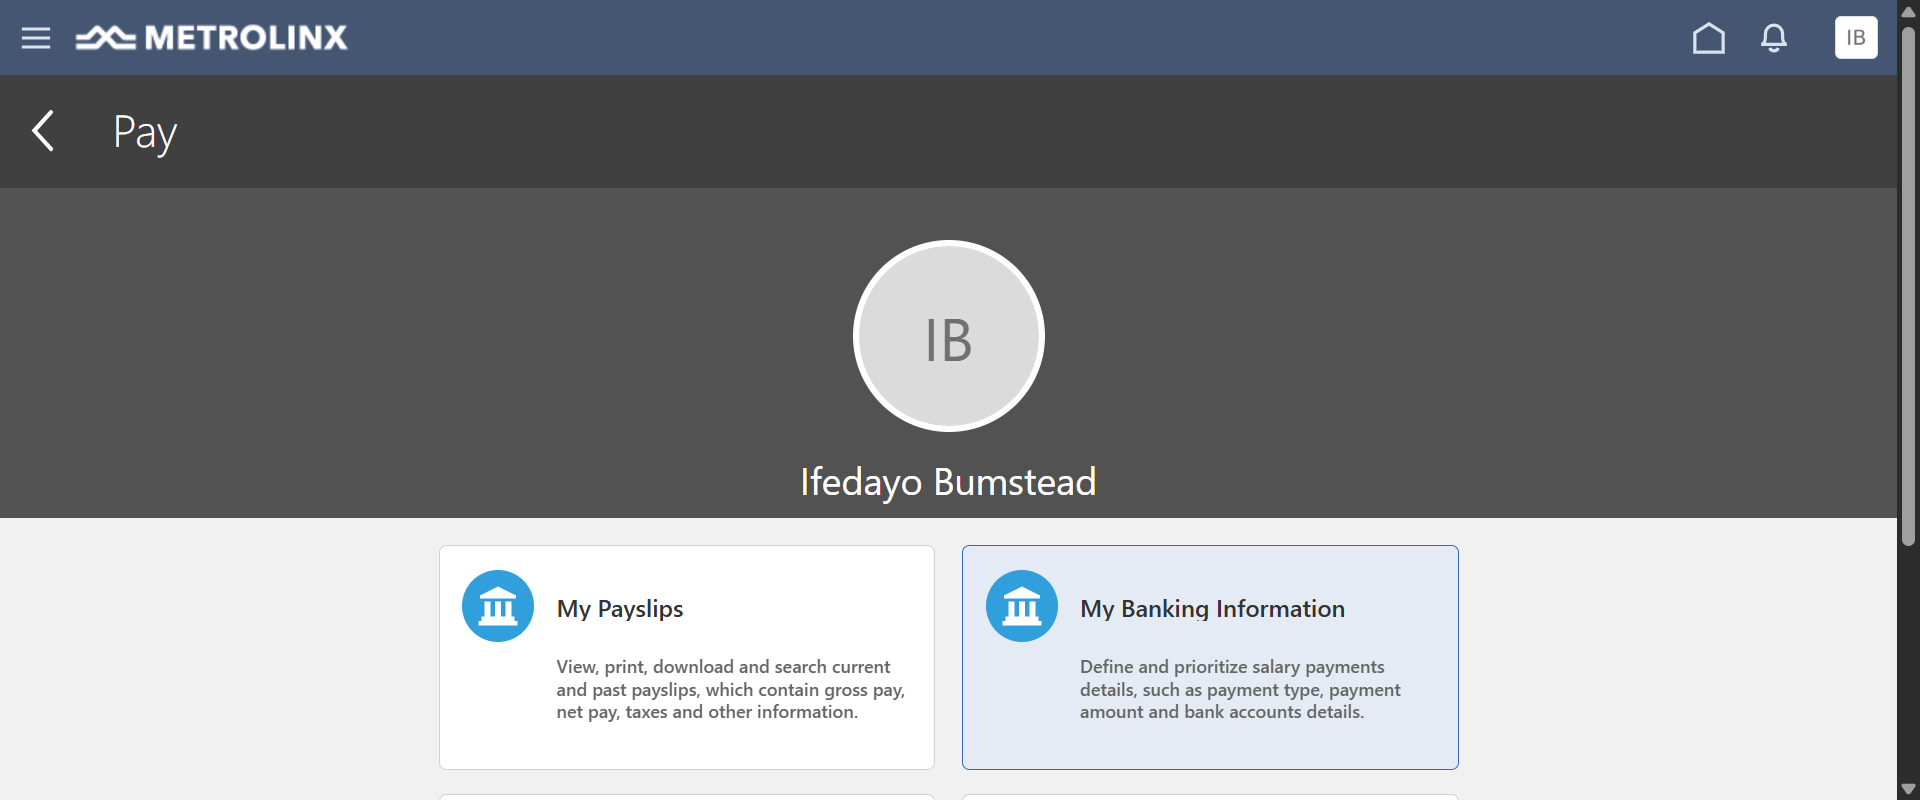 METROLINX
IB
Pay
IB
Ifedayo Bumstead
My Payslips
View, print, download and search current
and past payslips, which contain gross pay,
net pay, taxes and other information.
My Banking Information
Define and prioritize salary payments
details, such as payment type, payment
amount and bank accounts details.